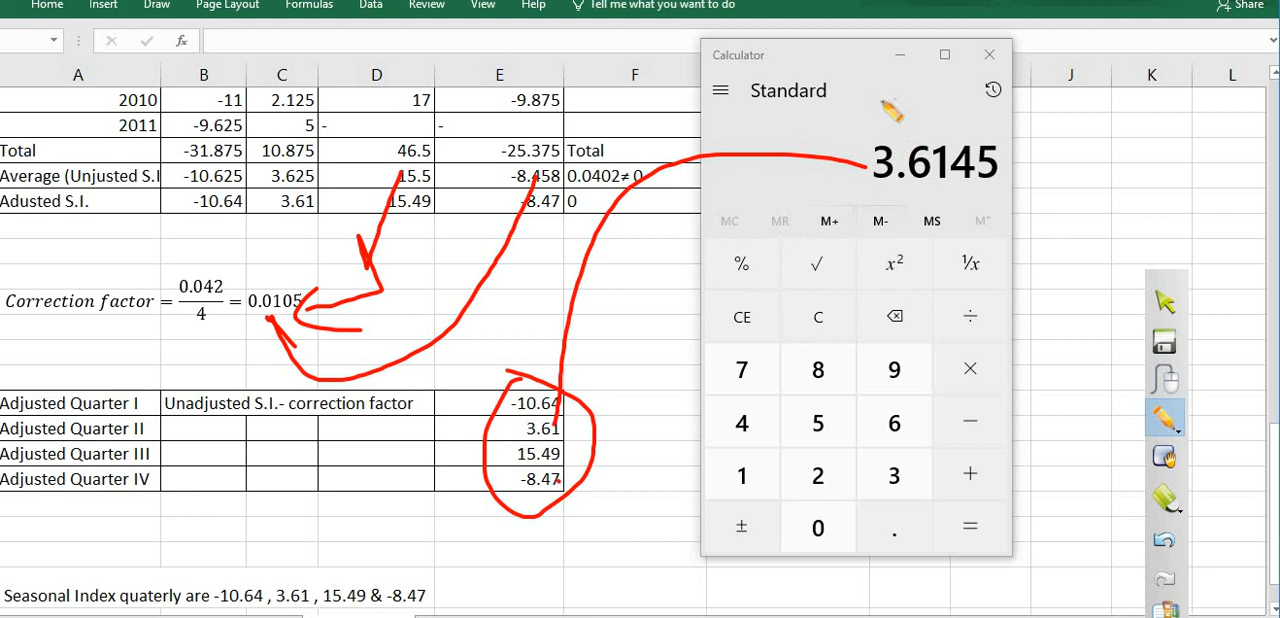 Home Insert Draw Page Layout Formulas Data Review View Help Tell me what you want to do Share
fx
A B C D E F J K L
2010 -11 2.125 17 -9.875
2011 -9.625 5 - -
Total -31.875 10.875 46.5 -25.375 Total
Average (Unjusted S.I -10.625 3.625 15.5 -8.458 0.0402≠ 0
Adusted S.I. -10.64 3.61 15.49 -8.47 0
Correction factor = 0.042 / 4 = 0.0105
Adjusted Quarter I Unadjusted S.I.- correction factor -10.64
Adjusted Quarter II 3.61
Adjusted Quarter III 15.49
Adjusted Quarter IV -8.47
Seasonal Index quaterly are -10.64 , 3.61 , 15.49 & -8.47
Calculator
Standard
3.6145
MC MR M+ M- MS M˅
% √ x² ¹/x
CE C ÷
7 8 9 ×
4 5 6 −
1 2 3 +
± 0 . =